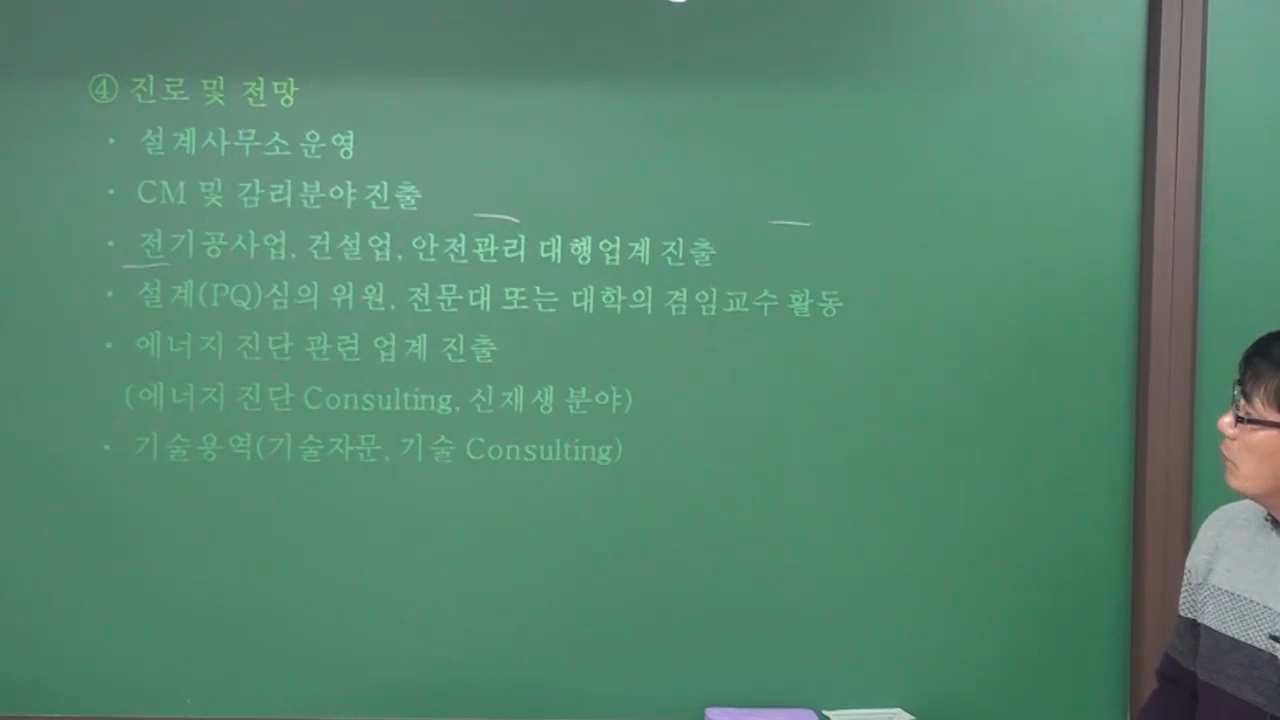 ④ 진로 및 전망
· 설계사무소 운영
· CM 및 감리분야 진출
· 전기공사업, 건설업, 안전관리 대행업계 진출
· 설계(PQ)심의 위원, 전문대 또는 대학의 겸임교수 활동
· 에너지 진단 관련 업계 진출
(에너지 진단 Consulting, 신재생 분야)
· 기술용역(기술자문, 기술 Consulting)